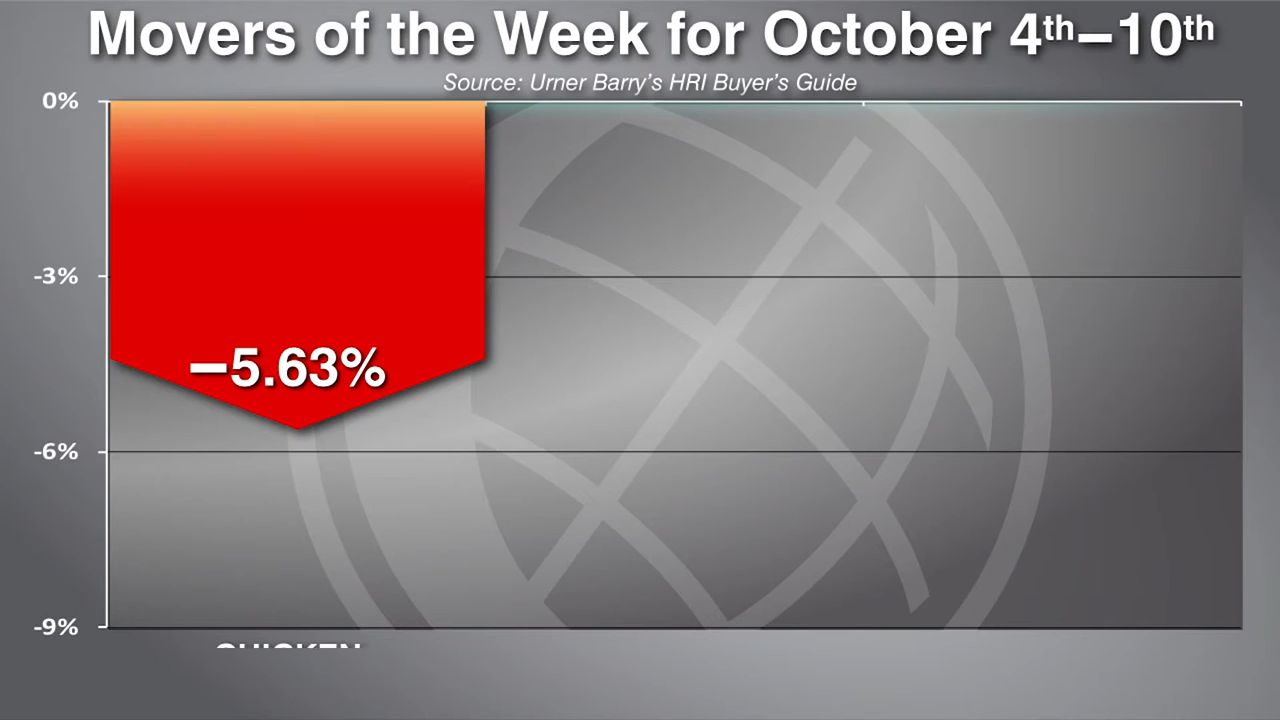 Movers of the Week for October 4th–10th
Source: Urner Barry's HRI Buyer's Guide
0%
-3%
–5.63%
-6%
-9%
CHICKEN